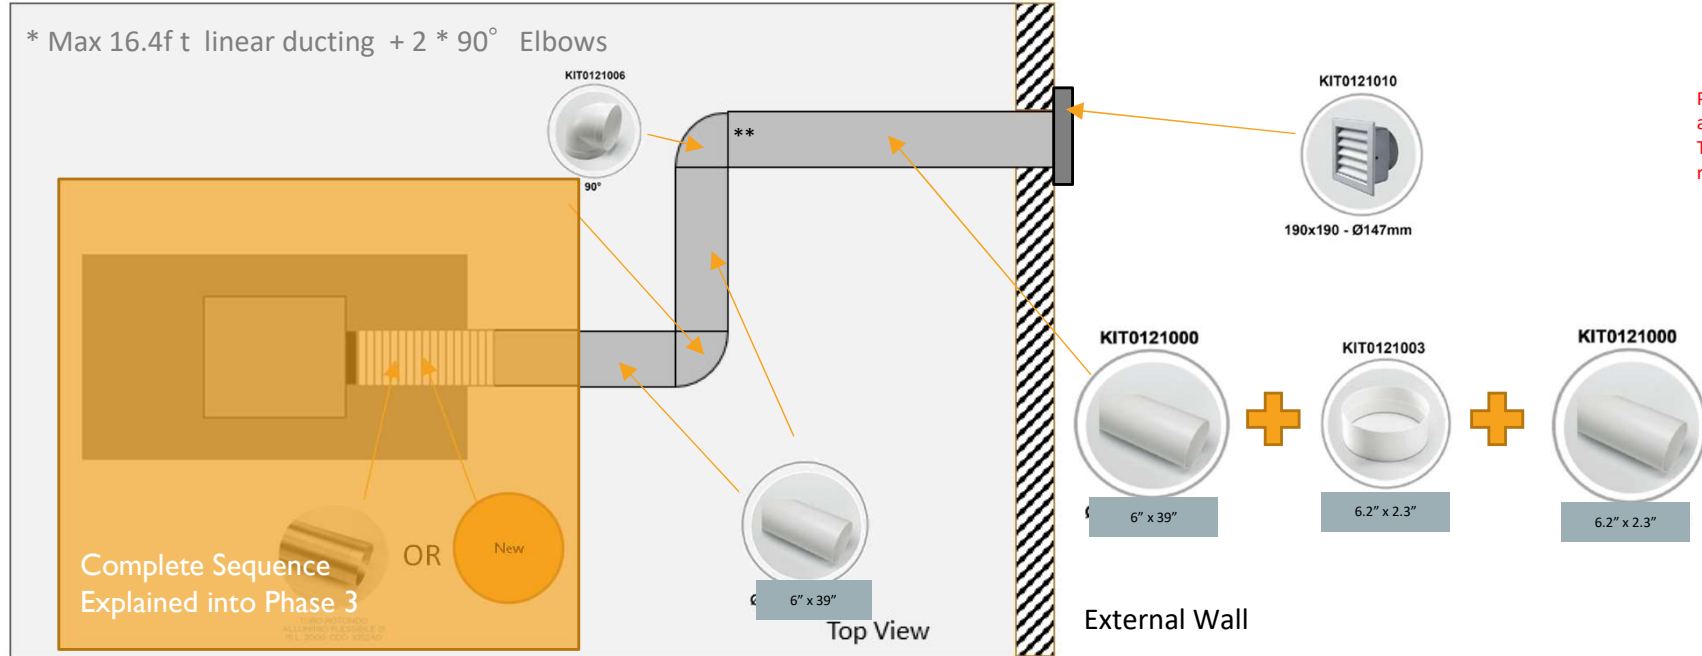 * Max 16.4f t linear ducting + 2 * 90° Elbows
KIT0121006
90°
**
KIT0121010
190x190 - Ø147mm
KIT0121000
6” x 39”
KIT0121003
6.2” x 2.3”
KIT0121000
6.2” x 2.3”
Complete Sequence
Explained into Phase 3
OR
New
6” x 39”
Top View
External Wall